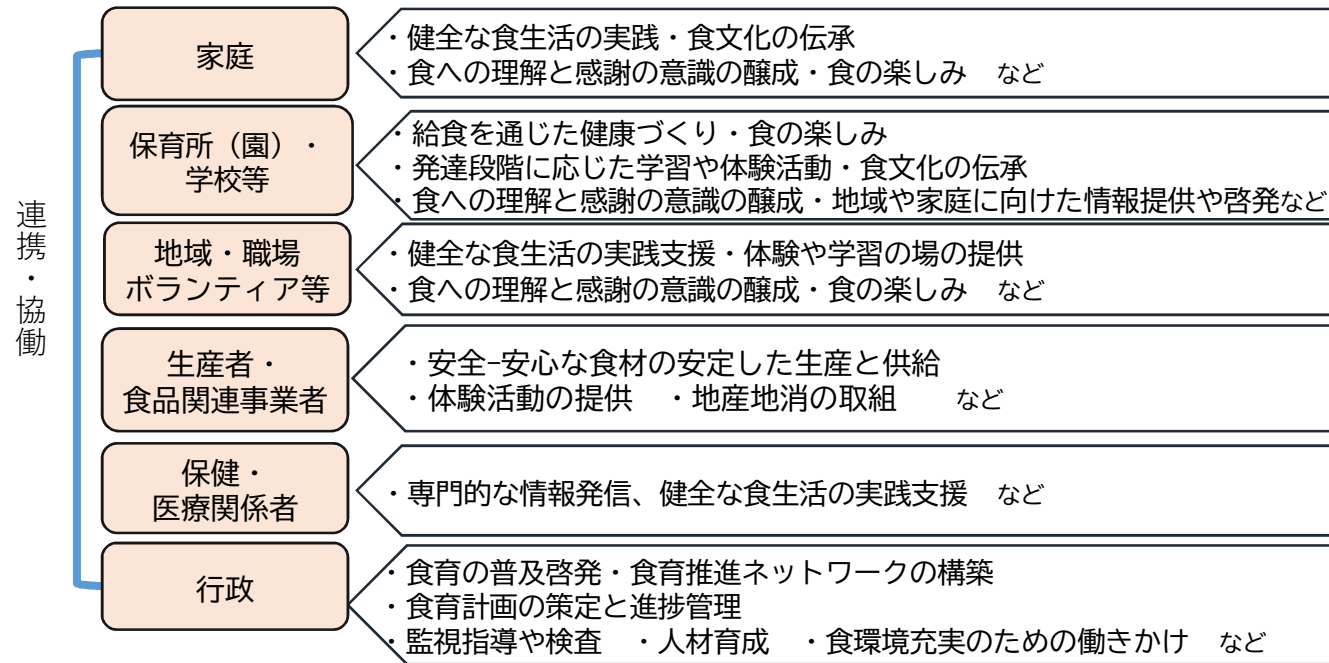 連携・協働
家庭
・健全な食生活の実践・食文化の伝承
・食への理解と感謝の意識の醸成・食の楽しみ　など
保育所（園）・
学校等
・給食を通じた健康づくり・食の楽しみ
・発達段階に応じた学習や体験活動・食文化の伝承
・食への理解と感謝の意識の醸成・地域や家庭に向けた情報提供や啓発など
地域・職場
ボランティア等
・健全な食生活の実践支援・体験や学習の場の提供
・食への理解と感謝の意識の醸成・食の楽しみ　など
生産者・
食品関連事業者
・安全−安心な食材の安定した生産と供給
・体験活動の提供　・地産地消の取組　　など
保健・
医療関係者
・専門的な情報発信、健全な食生活の実践支援　など
行政
・食育の普及啓発・食育推進ネットワークの構築
・食育計画の策定と進捗管理
・監視指導や検査　・人材育成　・食環境充実のための働きかけ　など